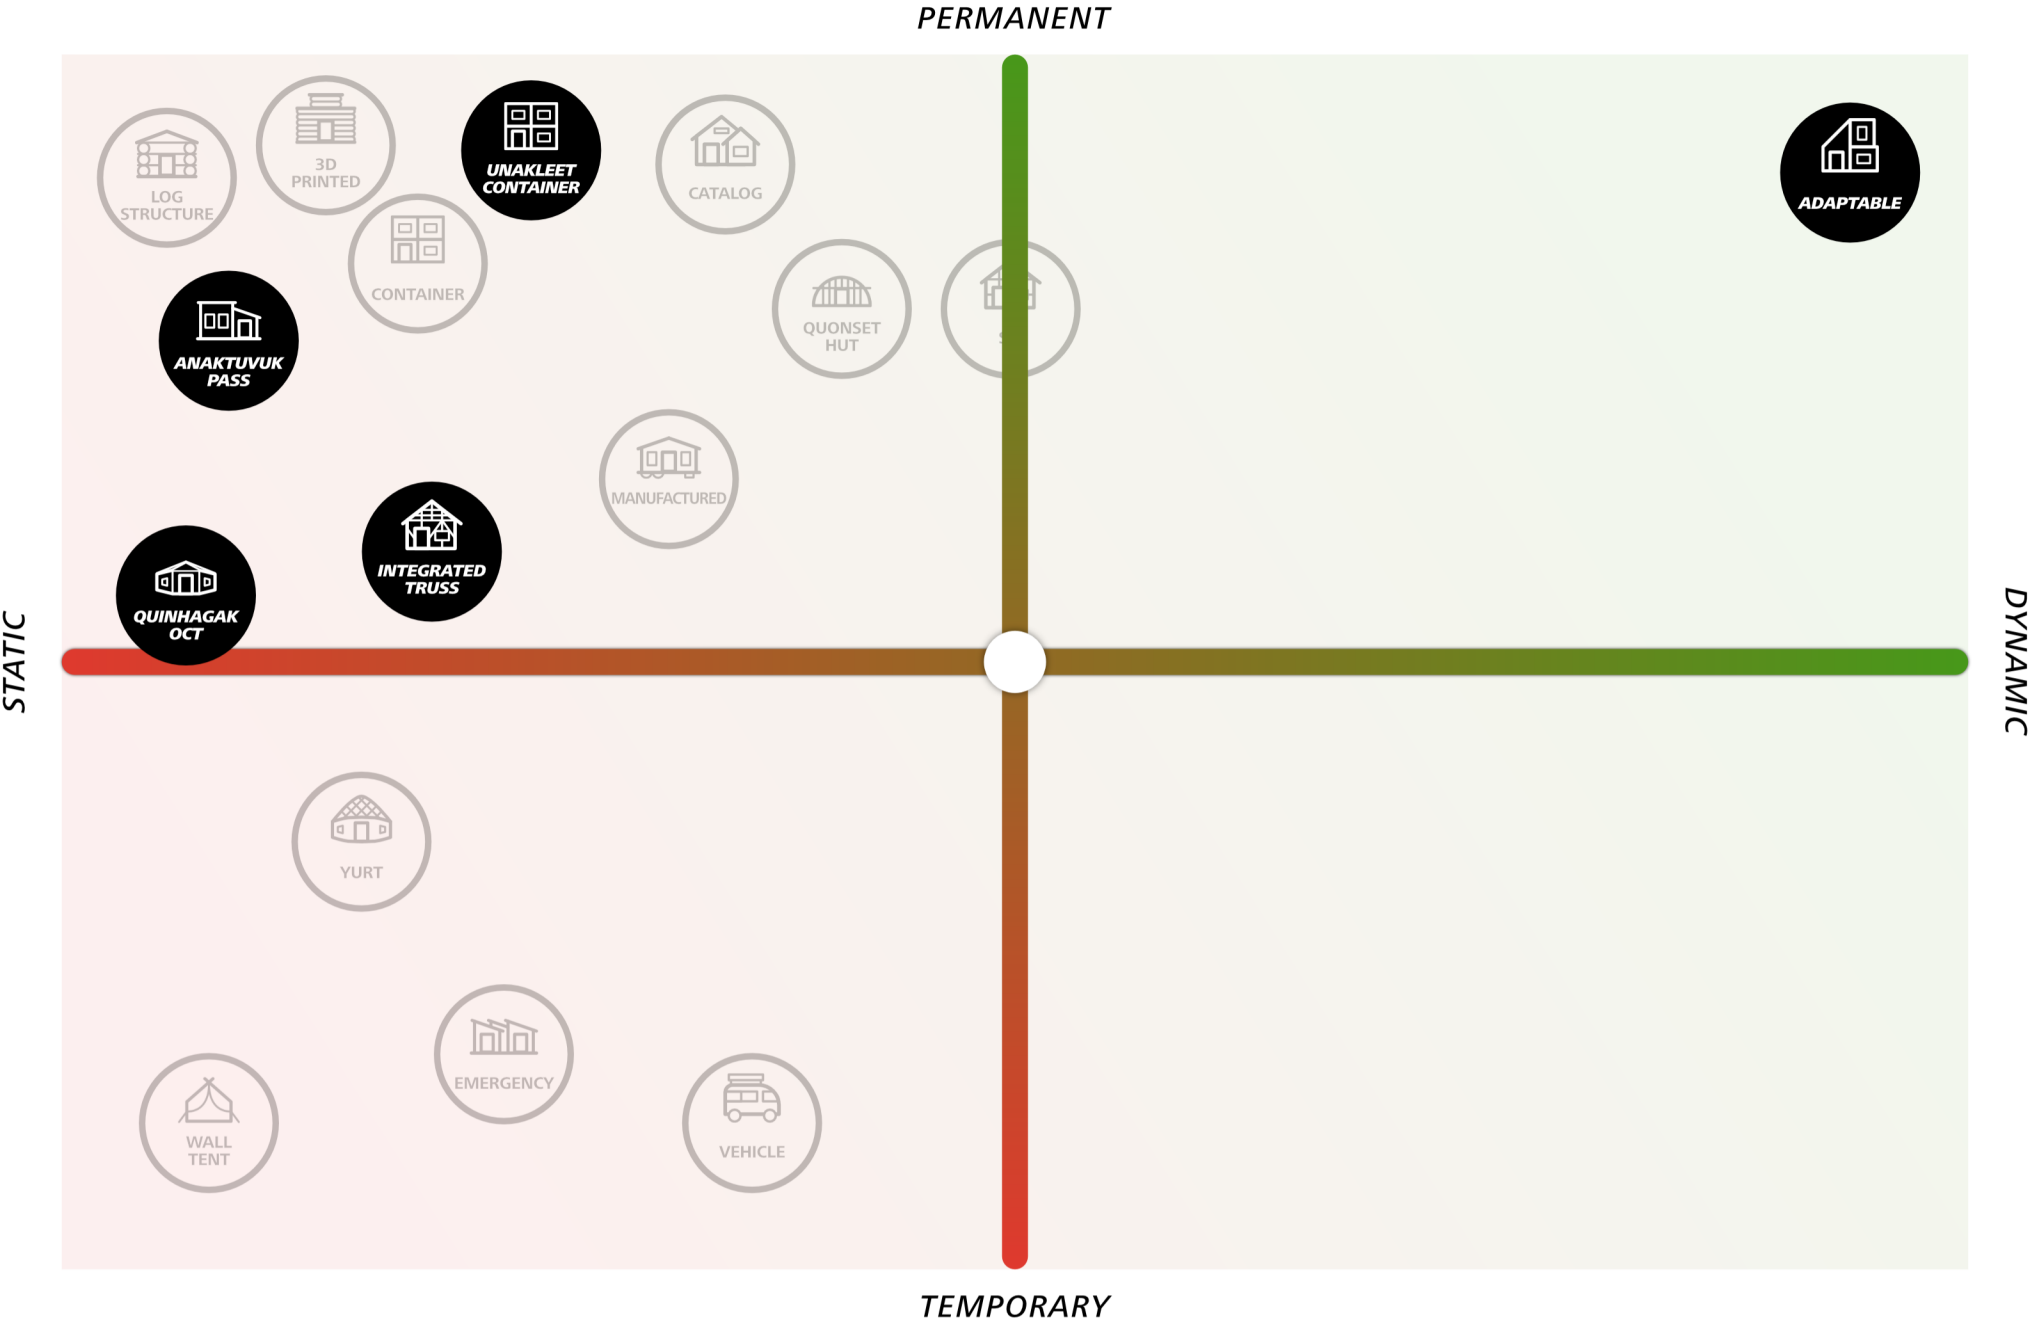 PERMANENT
3D
PRINTED
UNAKLEET
CONTAINER
LOG
STRUCTURE
CATALOG
ADAPTABLE
CONTAINER
QUONSET
HUT
ANAKTUVUK
PASS
MANUFACTURED
INTEGRATED
TRUSS
QUINHAGAK
OCT
STATIC
DYNAMIC
YURT
EMERGENCY
WALL
TENT
VEHICLE
TEMPORARY